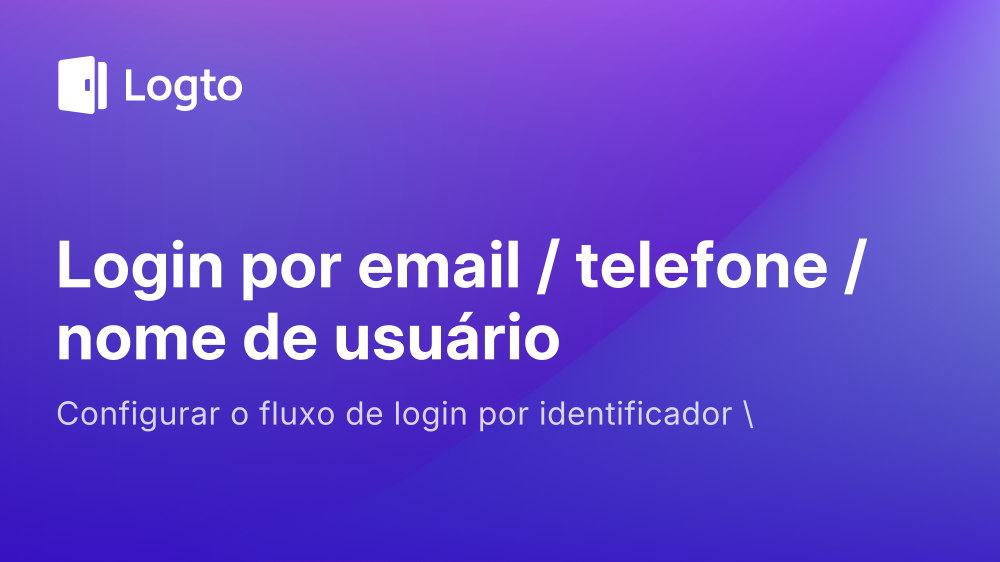 Logto
Login por email / telefone /
nome de usuário
Configurar o fluxo de login por identificador \